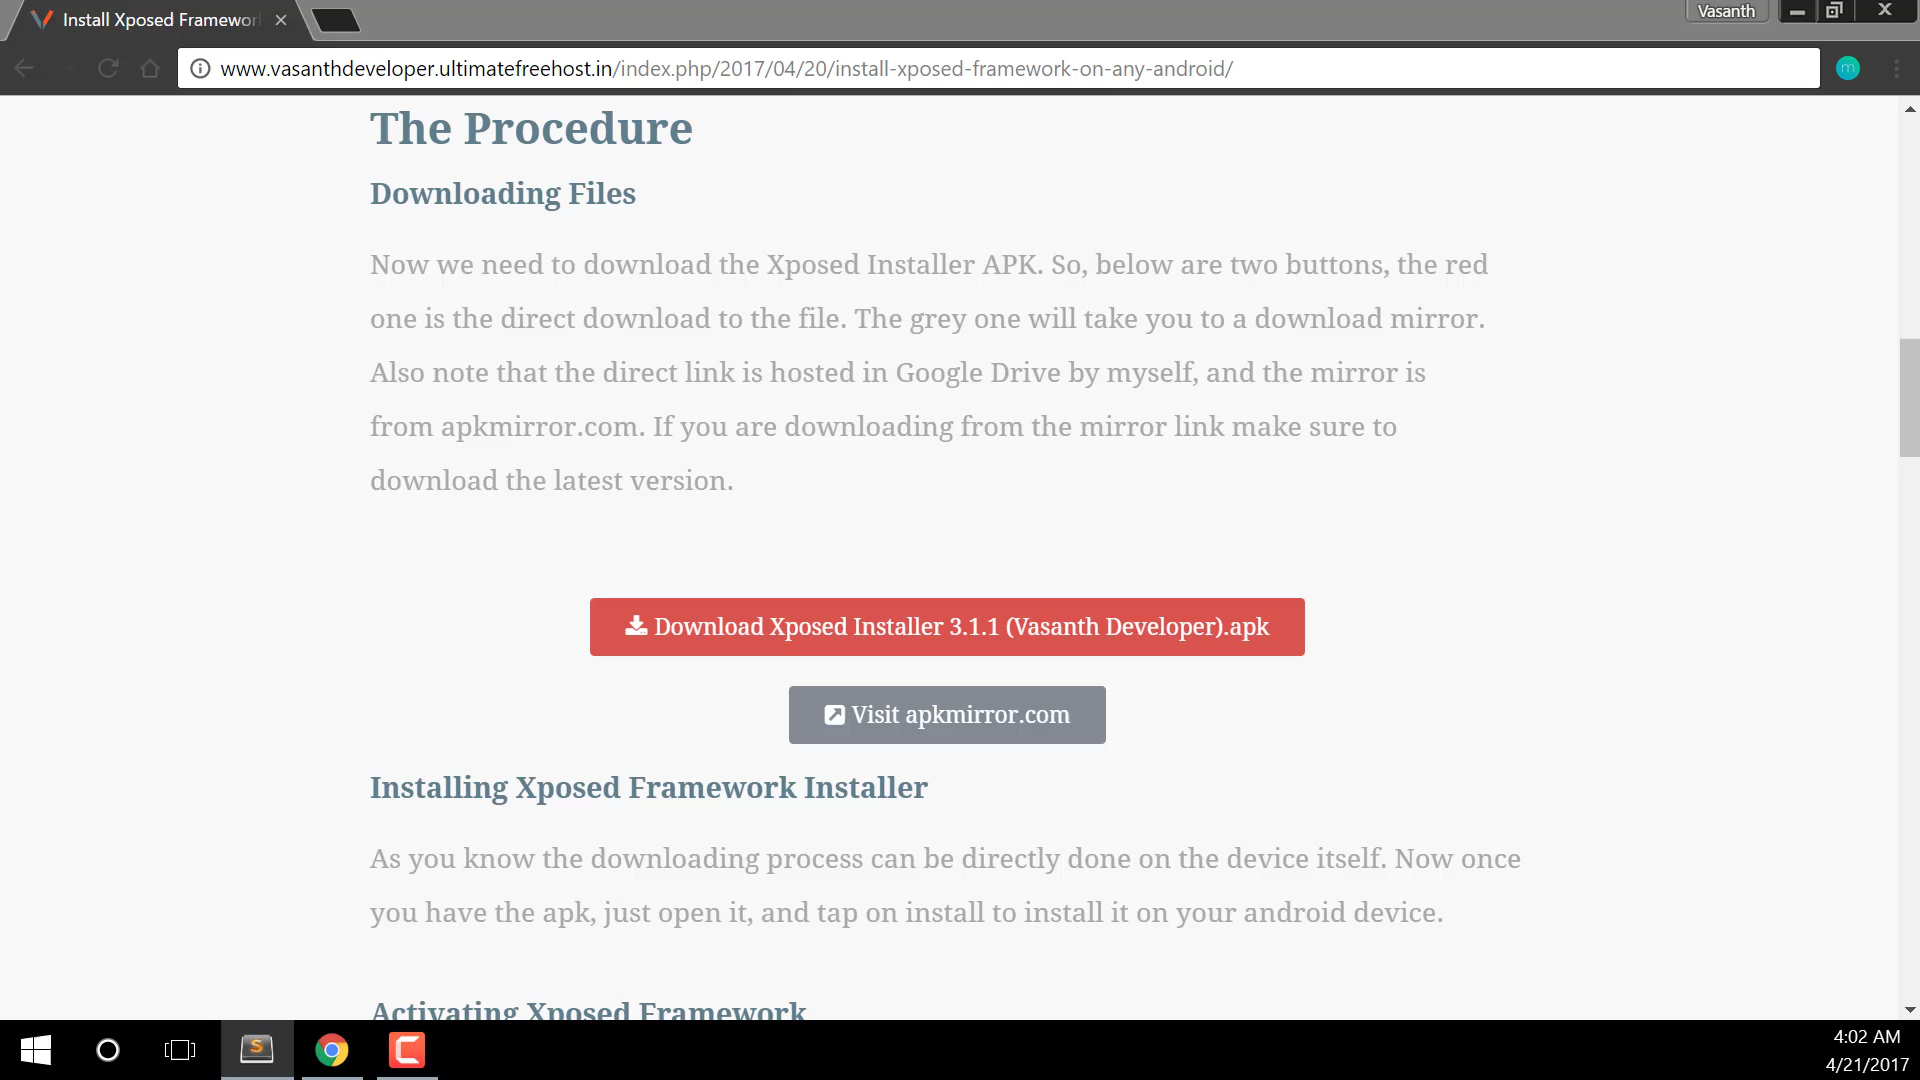 Install Xposed Framewor
Vasanth
www.vasanthdeveloper.ultimatefreehost.in/index.php/2017/04/20/install-xposed-framework-on-any-android/
m
The Procedure
Downloading Files
Now we need to download the Xposed Installer APK. So, below are two buttons, the red
one is the direct download to the file. The grey one will take you to a download mirror.
Also note that the direct link is hosted in Google Drive by myself, and the mirror is
from apkmirror.com. If you are downloading from the mirror link make sure to
download the latest version.
Download Xposed Installer 3.1.1 (Vasanth Developer).apk
Visit apkmirror.com
Installing Xposed Framework Installer
As you know the downloading process can be directly done on the device itself. Now once
you have the apk, just open it, and tap on install to install it on your android device.
Activating Xposed Framework
S
4:02 AM
4/21/2017